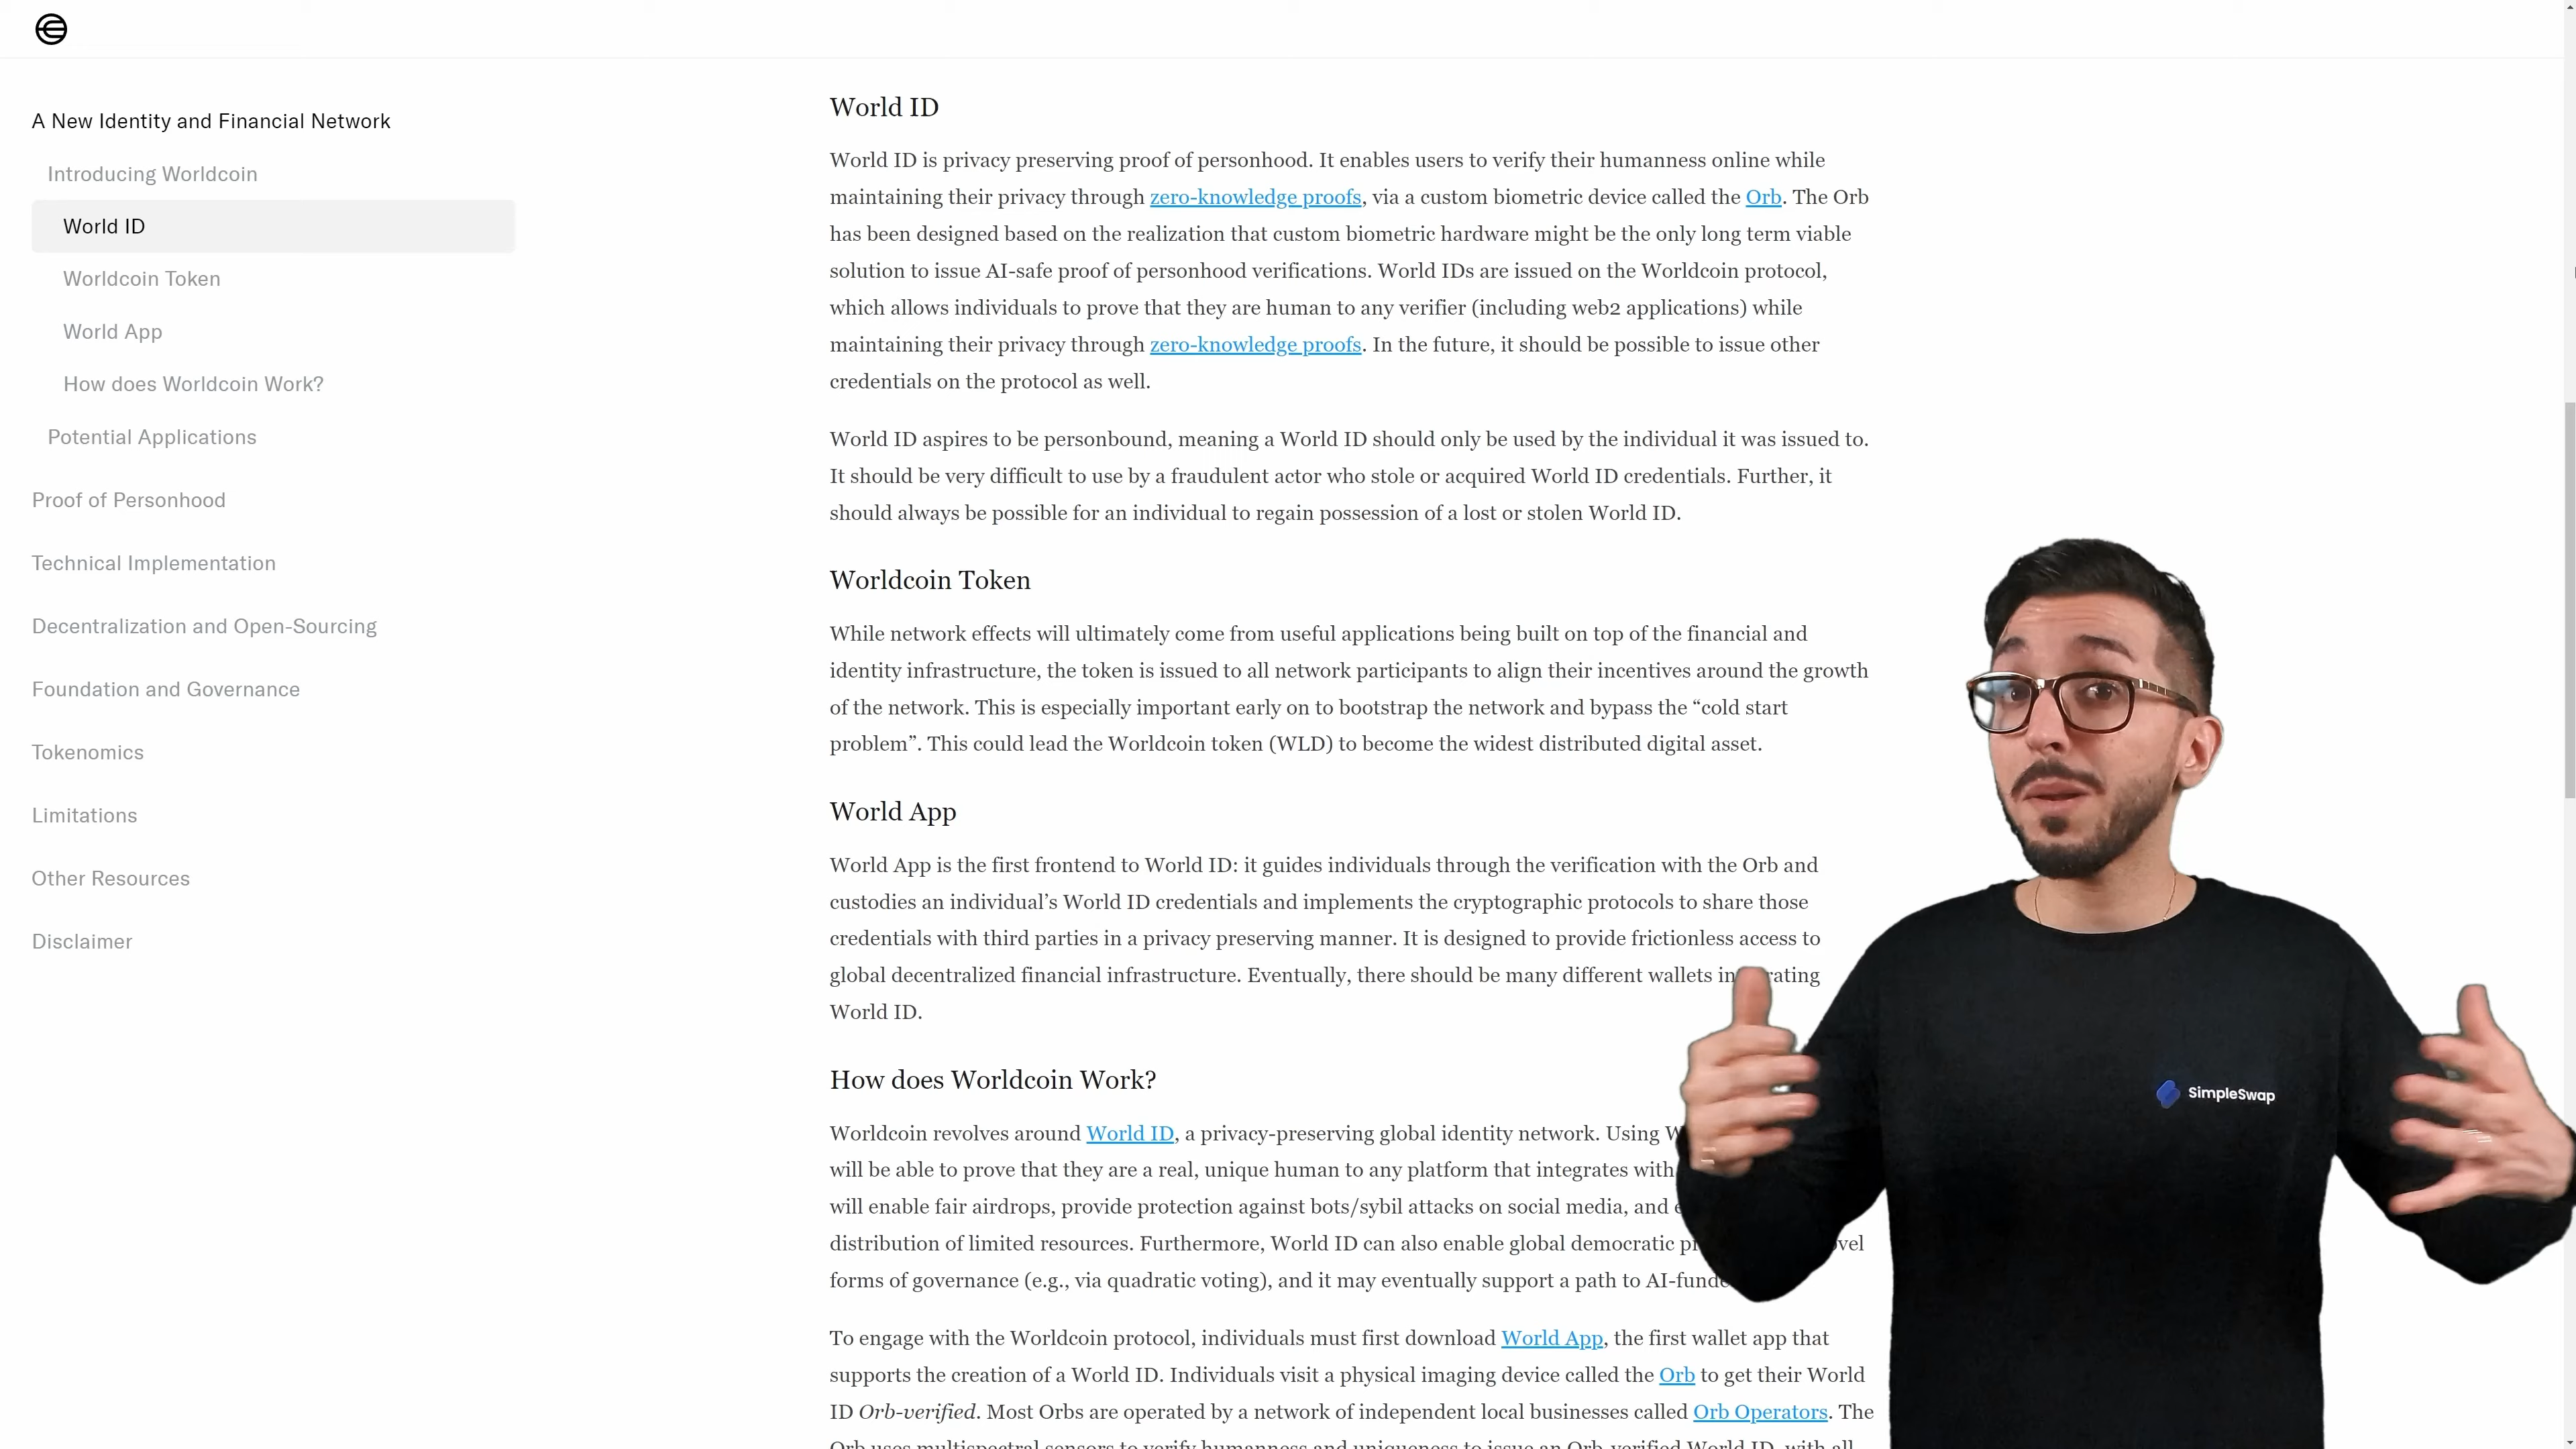 A New Identity and Financial Network
Introducing Worldcoin
World ID
Worldcoin Token
World App
How does Worldcoin Work?
Potential Applications
Proof of Personhood
Technical Implementation
Decentralization and Open-Sourcing
Foundation and Governance
Tokenomics
Limitations
Other Resources
Disclaimer
World ID
World ID is privacy preserving proof of personhood. It enables users to verify their humanness online while
maintaining their privacy through zero-knowledge proofs, via a custom biometric device called the Orb. The Orb
has been designed based on the realization that custom biometric hardware might be the only long term viable
solution to issue AI-safe proof of personhood verifications. World IDs are issued on the Worldcoin protocol,
which allows individuals to prove that they are human to any verifier (including web2 applications) while
maintaining their privacy through zero-knowledge proofs. In the future, it should be possible to issue other
credentials on the protocol as well.
World ID aspires to be personbound, meaning a World ID should only be used by the individual it was issued to.
It should be very difficult to use by a fraudulent actor who stole or acquired World ID credentials. Further, it
should always be possible for an individual to regain possession of a lost or stolen World ID.
Worldcoin Token
While network effects will ultimately come from useful applications being built on top of the financial and
identity infrastructure, the token is issued to all network participants to align their incentives around the growth
of the network. This is especially important early on to bootstrap the network and bypass the “cold start
problem”. This could lead the Worldcoin token (WLD) to become the widest distributed digital asset.
World App
World App is the first frontend to World ID: it guides individuals through the verification with the Orb and
custodies an individual’s World ID credentials and implements the cryptographic protocols to share those
credentials with third parties in a privacy preserving manner. It is designed to provide frictionless access to
global decentralized financial infrastructure. Eventually, there should be many different wallets
World ID.
How does Worldcoin Work?
Worldcoin revolves around World ID, a privacy-preserving global identity network. Using
will be able to prove that they are a real, unique human to any platform that integrates with
will enable fair airdrops, provide protection against bots/sybil attacks on social media, and
distribution of limited resources. Furthermore, World ID can also enable global democratic
forms of governance (e.g., via quadratic voting), and it may eventually support a path to
To engage with the Worldcoin protocol, individuals must first download World App, the first wallet app that
supports the creation of a World ID. Individuals visit a physical imaging device called the Orb to get their World
ID Orb-verified. Most Orbs are operated by a network of independent local businesses called Orb Operators. The
Orb uses multispectral sensors to verify humanness and uniqueness to issue an Orb-verified World ID, with all
SimpleSwap